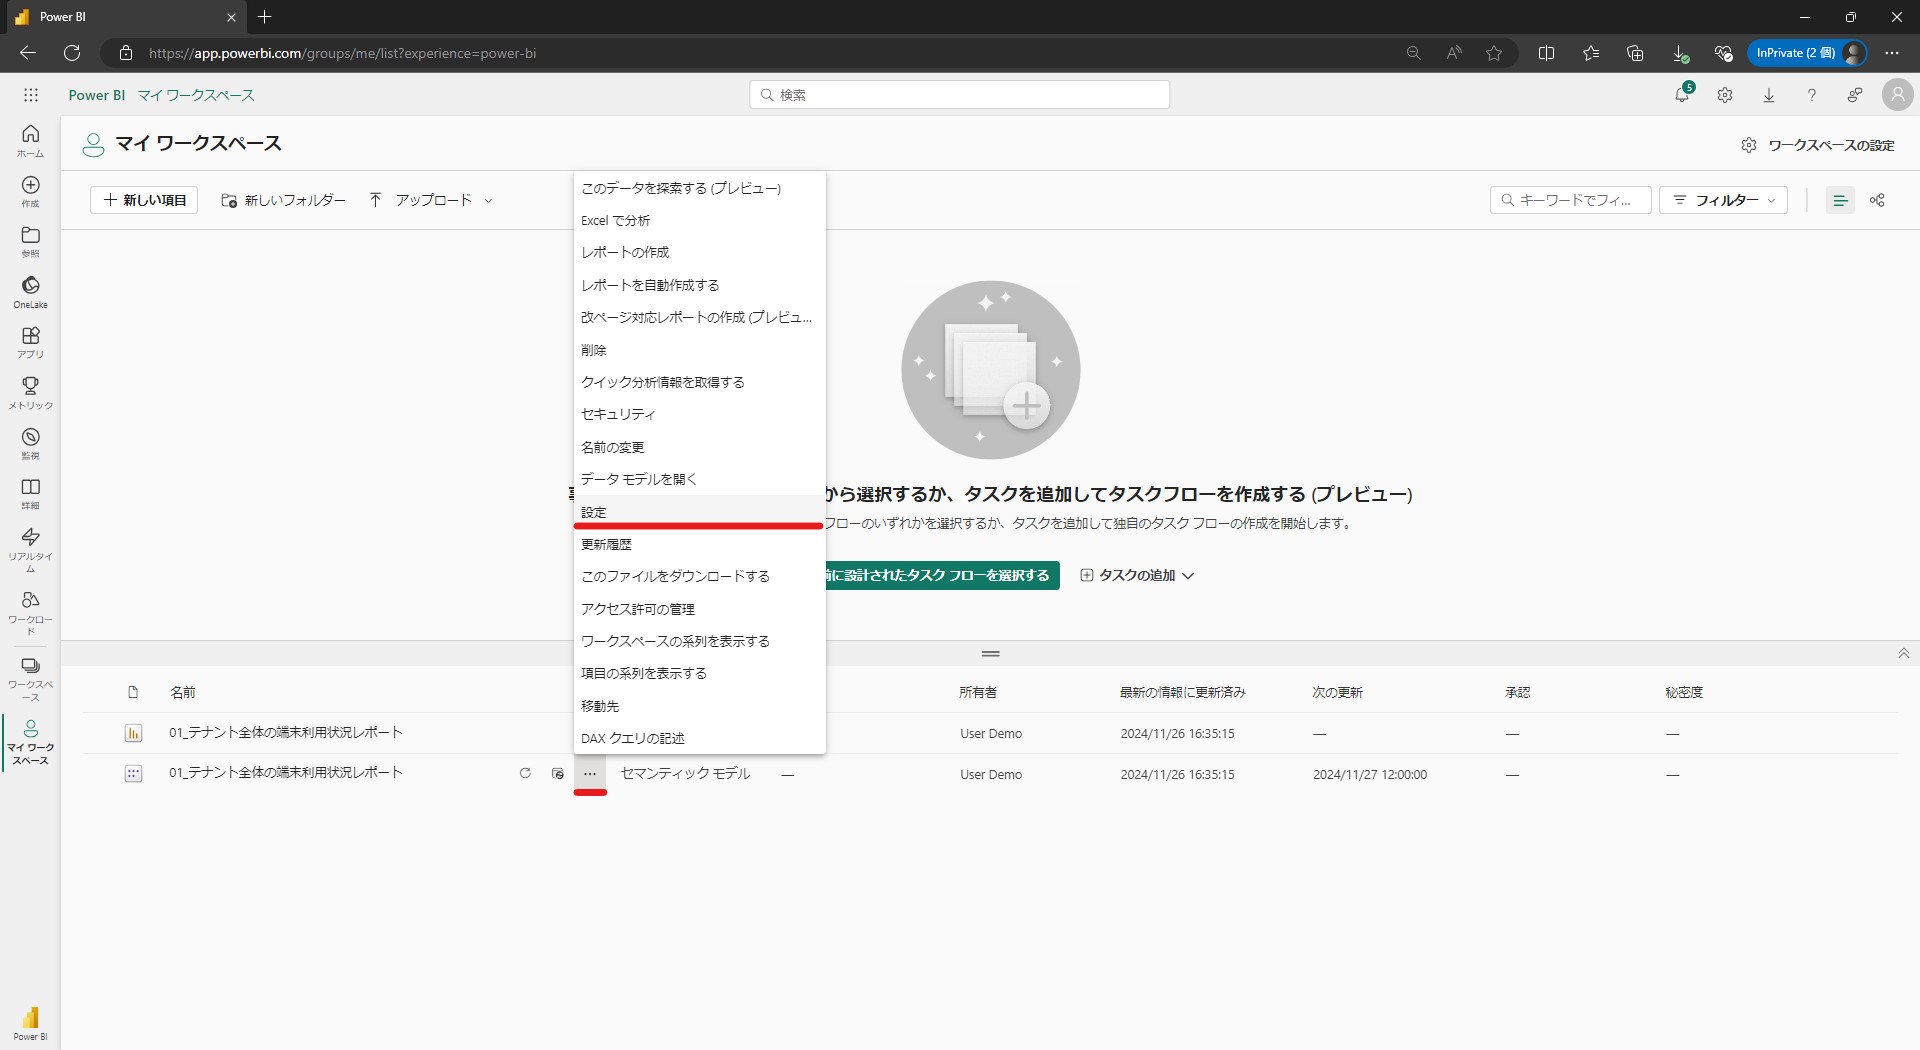 Power BI
https://app.powerbi.com/groups/me/list?experience=power-bi
InPrivate (2 個)
Power BI マイ ワークスペース
検索
5
マイ ワークスペース
ワークスペースの設定
新しい項目
新しいフォルダー
アップロード
キーワードでフィ...
フィルター
ホーム
作成
参照
OneLake
アプリ
メトリック
監視
詳細
リアルタイ
ム
ワークロー
ド
ワークスペ
ース
マイ ワーク
スペース
Power BI
このデータを探索する (プレビュー)
Excel で分析
レポートの作成
レポートを自動作成する
改ページ対応レポートの作成 (プレビュ...
削除
クイック分析情報を取得する
セキュリティ
名前の変更
データ モデルを開く
設定
更新履歴
このファイルをダウンロードする
アクセス許可の管理
ワークスペースの系列を表示する
項目の系列を表示する
移動先
DAX クエリの記述
から選択するか、タスクを追加してタスクフローを作成する (プレビュー)
フローのいずれかを選択するか、タスクを追加して独自のタスク フローの作成を開始します。
前に設計されたタスク フローを選択する
タスクの追加
名前
所有者
最新の情報に更新済み
次の更新
承認
秘密度
01_テナント全体の端末利用状況レポート
User Demo
2024/11/26 16:35:15
—
—
—
01_テナント全体の端末利用状況レポート
...
セマンティック モデル
—
User Demo
2024/11/26 16:35:15
2024/11/27 12:00:00
—
—